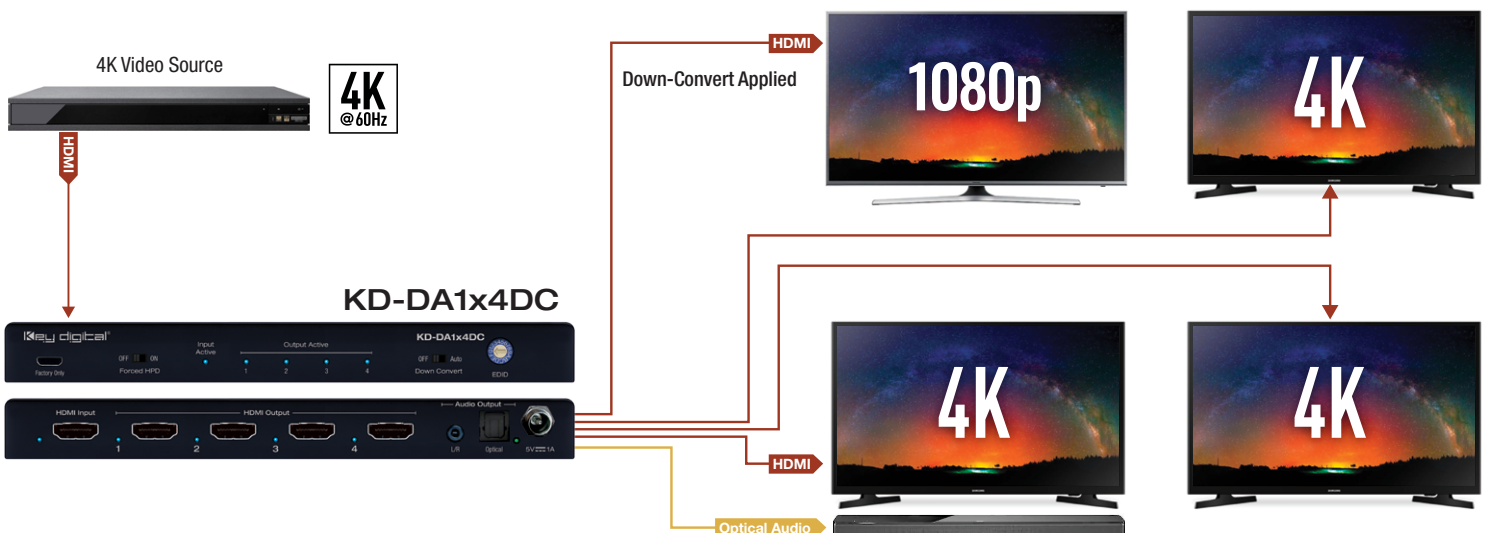 4K Video Source
4K
@60Hz
HDMI
HDMI
Down-Convert Applied
1080p
4K
KD-DA1x4DC
Key digital®
KD-DA1x4DC
Input
Active
Output Active
OFF ON
OFF Auto
Factory Only
Forced HPD
1 2 3 4
Down Convert
EDID
HDMI Input
HDMI Output
Audio Output
1 2 3 4
L/R
Optical
5V 1A
4K
4K
HDMI
Optical Audio